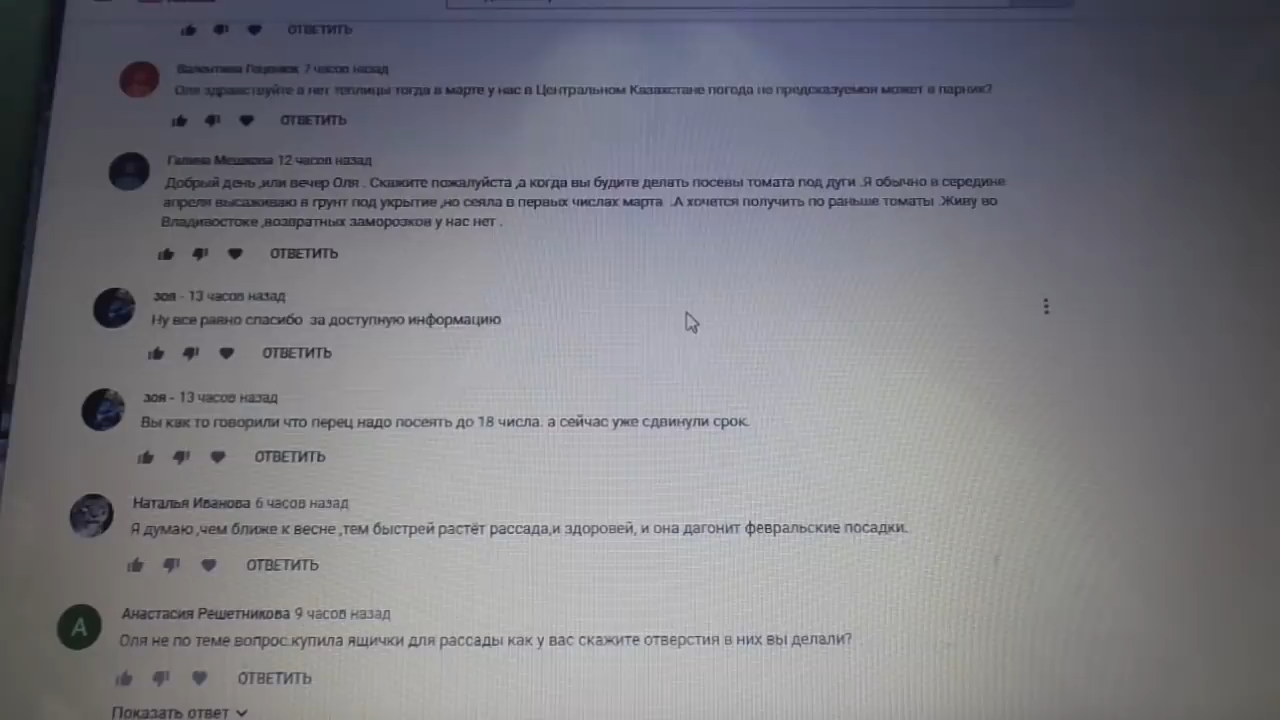 ОТВЕТИТЬ
Валентина 7 часов назад
Оля здравствуйте а нет теплицы тогда в марте у нас в Центральном Казахстане погода не предсказуемая может в парник?
ОТВЕТИТЬ
Галина Мешкова 12 часов назад
Добрый день ,или вечер Оля . Скажите пожалуйста ,а когда вы будите делать посевы томата под дуги .Я обычно в середине
апреля высаживаю в грунт под укрытие ,но сеяла в первых числах марта .А хочется получить по раньше томаты .Живу во
Владивостоке ,возвратных заморозков у нас нет .
ОТВЕТИТЬ
зоя - 13 часов назад
Ну все равно спасибо за доступную информацию
ОТВЕТИТЬ
зоя - 13 часов назад
Вы как то говорили что перец надо посеять до 18 числа. а сейчас уже сдвинули срок.
ОТВЕТИТЬ
Наталья Иванова 6 часов назад
Я думаю ,чем ближе к весне ,тем быстрей растёт рассада,и здоровей, и она дагонит февральские посадки.
ОТВЕТИТЬ
А
Анастасия Решетникова 9 часов назад
Оля не по теме вопрос.купила ящички для рассады как у вас скажите отверстия в них вы делали?
ОТВЕТИТЬ
Показать ответ